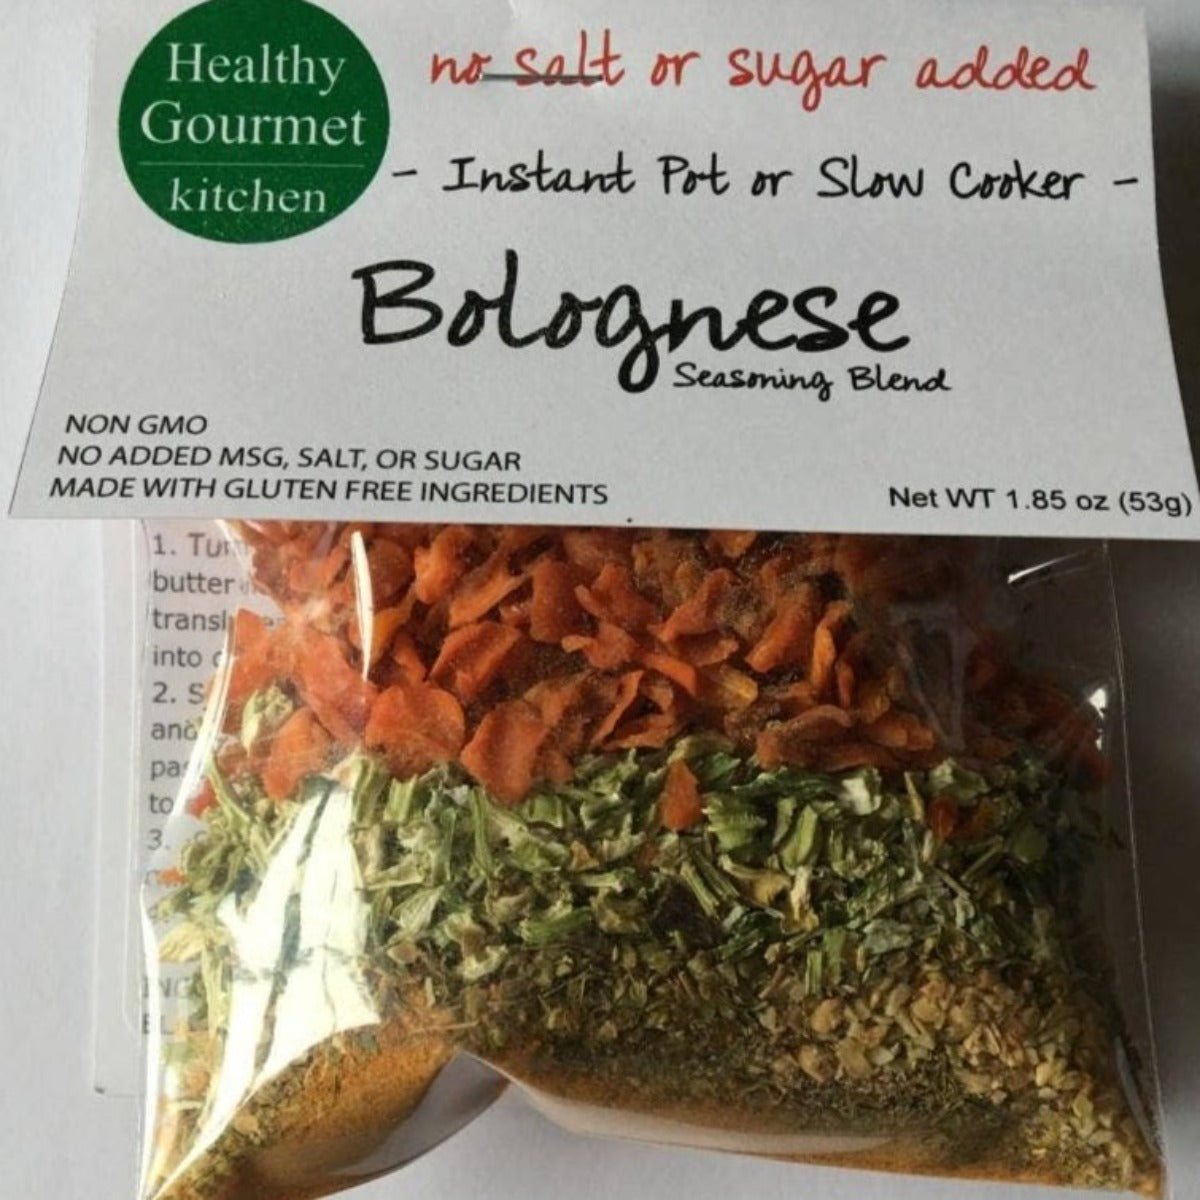 Healthy
Gourmet
kitchen
no salt or sugar added
- Instant Pot or Slow Cooker -
Bolognese
Seasoning Blend
NON GMO
NO ADDED MSG, SALT, OR SUGAR
MADE WITH GLUTEN FREE INGREDIENTS
Net WT 1.85 oz (53g)
1.
butter
into
2.
and
to
3.